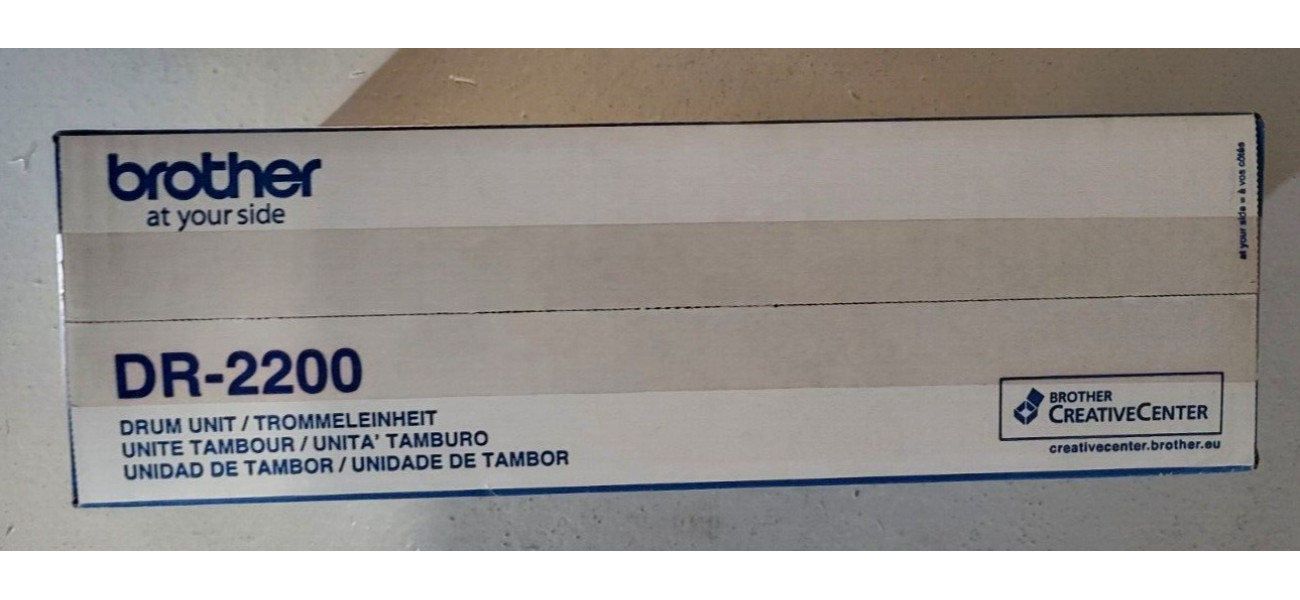 brother
at your side
at your side = à vos côtés
DR-2200
DRUM UNIT / TROMMELEINHEIT
UNITE TAMBOUR / UNITA' TAMBURO
UNIDAD DE TAMBOR / UNIDADE DE TAMBOR
BROTHER
CREATIVECENTER
creativecenter.brother.eu